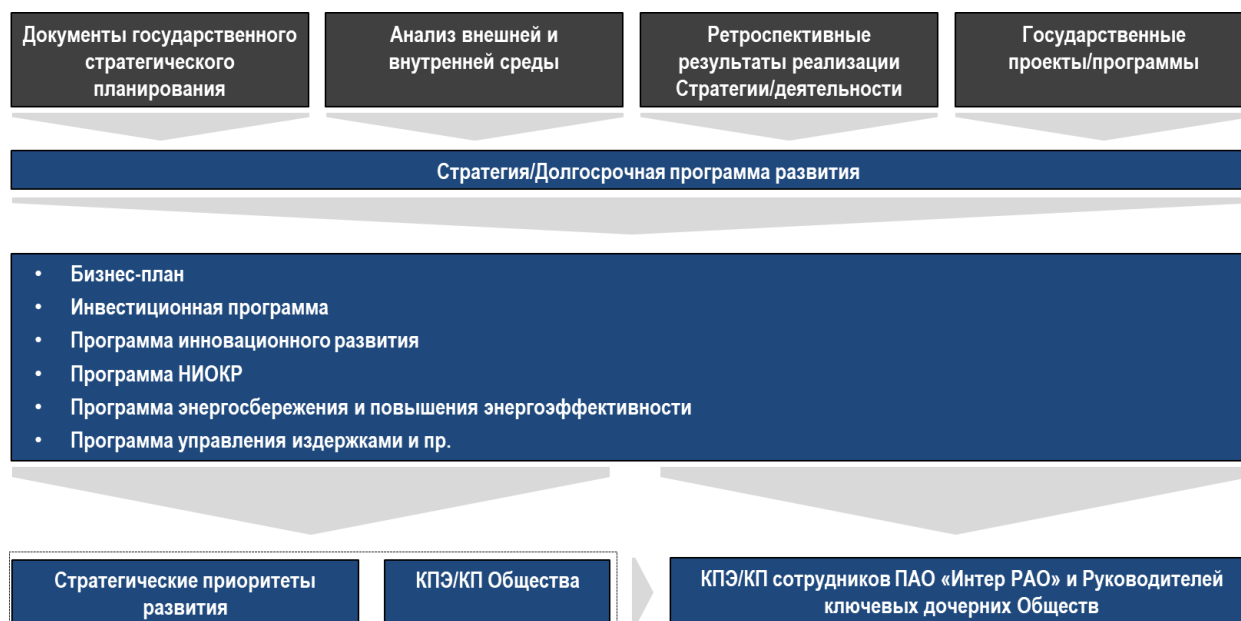 Документы государственного
стратегического
планирования
Анализ внешней и
внутренней среды
Ретроспективные
результаты реализации
Стратегии/деятельности
Государственные
проекты/программы
Стратегия/Долгосрочная программа развития
• Бизнес-план
• Инвестиционная программа
• Программа инновационного развития
• Программа НИОКР
• Программа энергосбережения и повышения энергоэффективности
• Программа управления издержками и пр.
Стратегические приоритеты
развития
КПЭ/КП Общества
КПЭ/КП сотрудников ПАО «Интер РАО» и Руководителей
ключевых дочерних Обществ